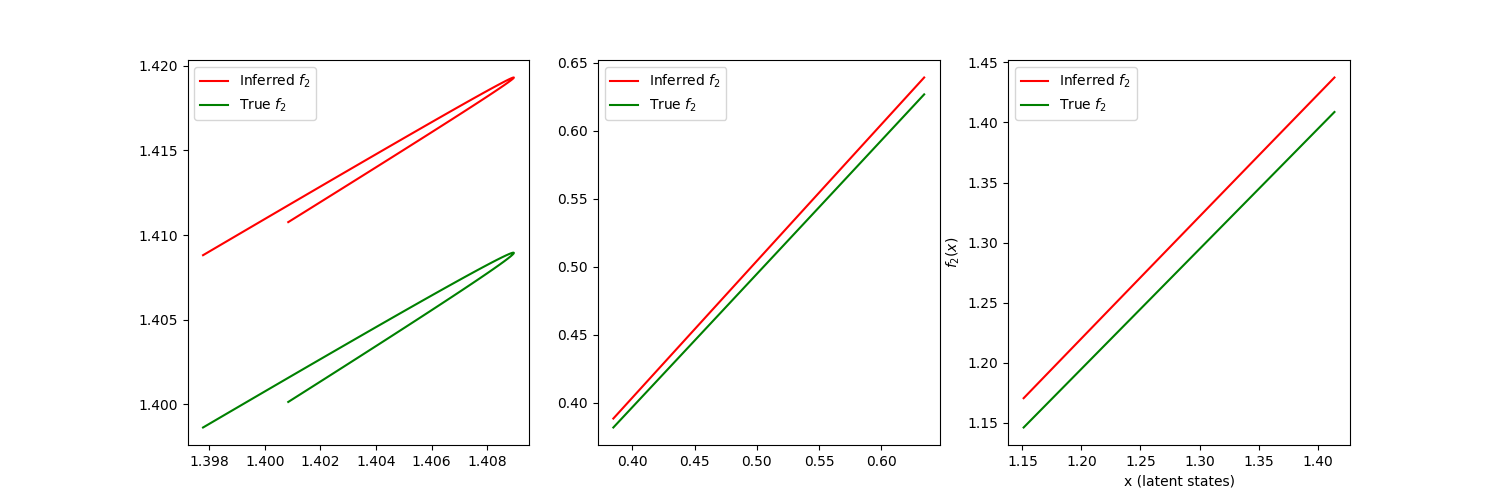 Inferred f₂
True f₂
1.420
1.415
1.410
1.405
1.400
1.398 1.400 1.402 1.404 1.406 1.408
Inferred f₂
True f₂
0.65
0.60
0.55
0.50
0.45
0.40
0.40 0.45 0.50 0.55 0.60
Inferred f₂
True f₂
1.45
1.40
1.35
1.30
1.25
1.20
1.15
f₂(x)
1.15 1.20 1.25 1.30 1.35 1.40
x (latent states)